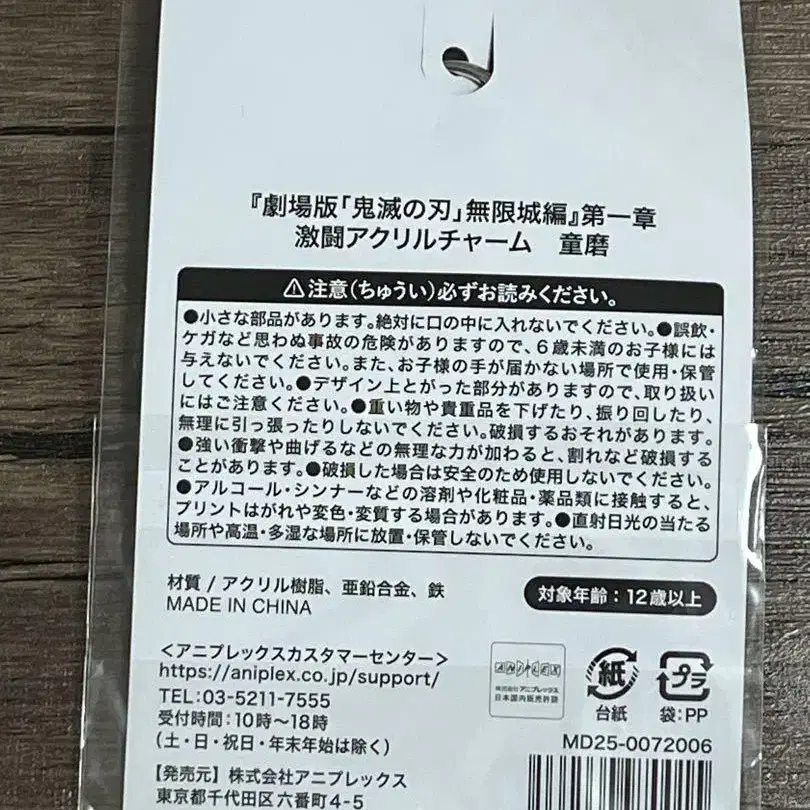 『劇場版「鬼滅の刃」無限城編』第一章
激闘アクリルチャーム 童磨
⚠注意(ちゅうい)必ずお読みください。
●小さな部品があります。絶対に口の中に入れないでください。●誤飲・
ケガなど思わぬ事故の危険がありますので、6歳未満のお子様には
与えないでください。また、お子様の手が届かない場所で使用・保管
してください。●デザイン上とがった部分がありますので、取り扱い
にはご注意ください。●重い物や貴重品を下げたり、振り回したり、
無理に引っ張ったりしないでください。破損するおそれがあります。
●強い衝撃や曲げるなどの無理な力が加わると、割れなど破損する
ことがあります。●破損した場合は安全のため使用しないでください。
●アルコール・シンナーなどの溶剤や化粧品・薬品類に接触すると、
プリントはがれや変色・変質する場合があります。●直射日光の当たる
場所や高温・多湿な場所に放置・保管しないでください。
材質 / アクリル樹脂、亜鉛合金、鉄
MADE IN CHINA
対象年齢:12歳以上
<アニプレックスカスタマーセンター>
https://aniplex.co.jp/support/
TEL:03-5211-7555
受付時間:10時〜18時
(土・日・祝日・年末年始は除く)
ANIPLEX
株式会社アニプレックス
日本国内販売許諾
紙
台紙
プラ
袋:PP
MD25-0072006
【発売元】株式会社アニプレックス
東京都千代田区六番町4-5